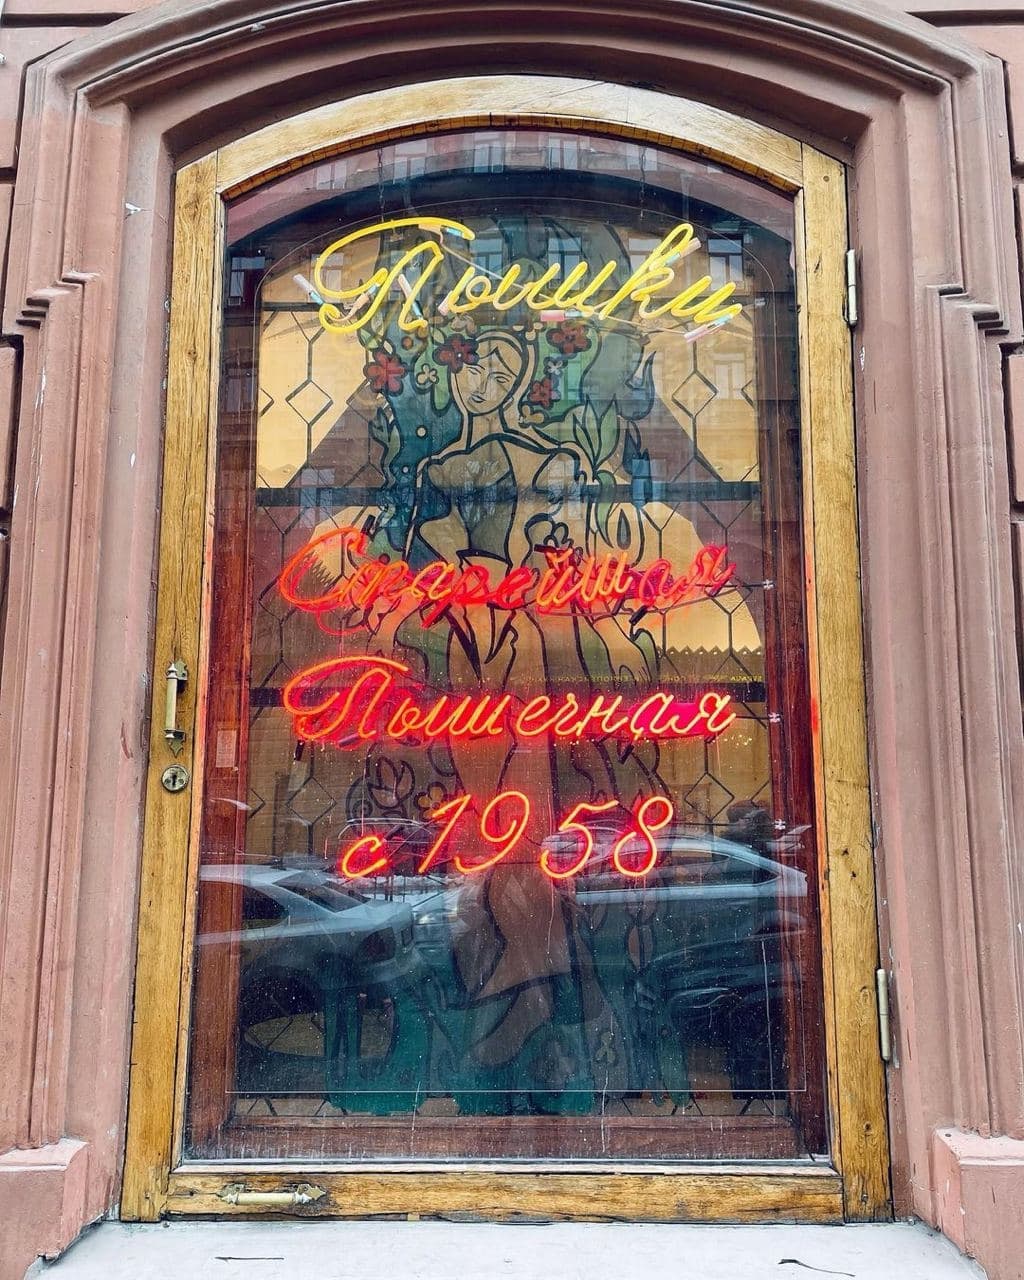 Пышки
Старейшая
Пышечная
с 1958